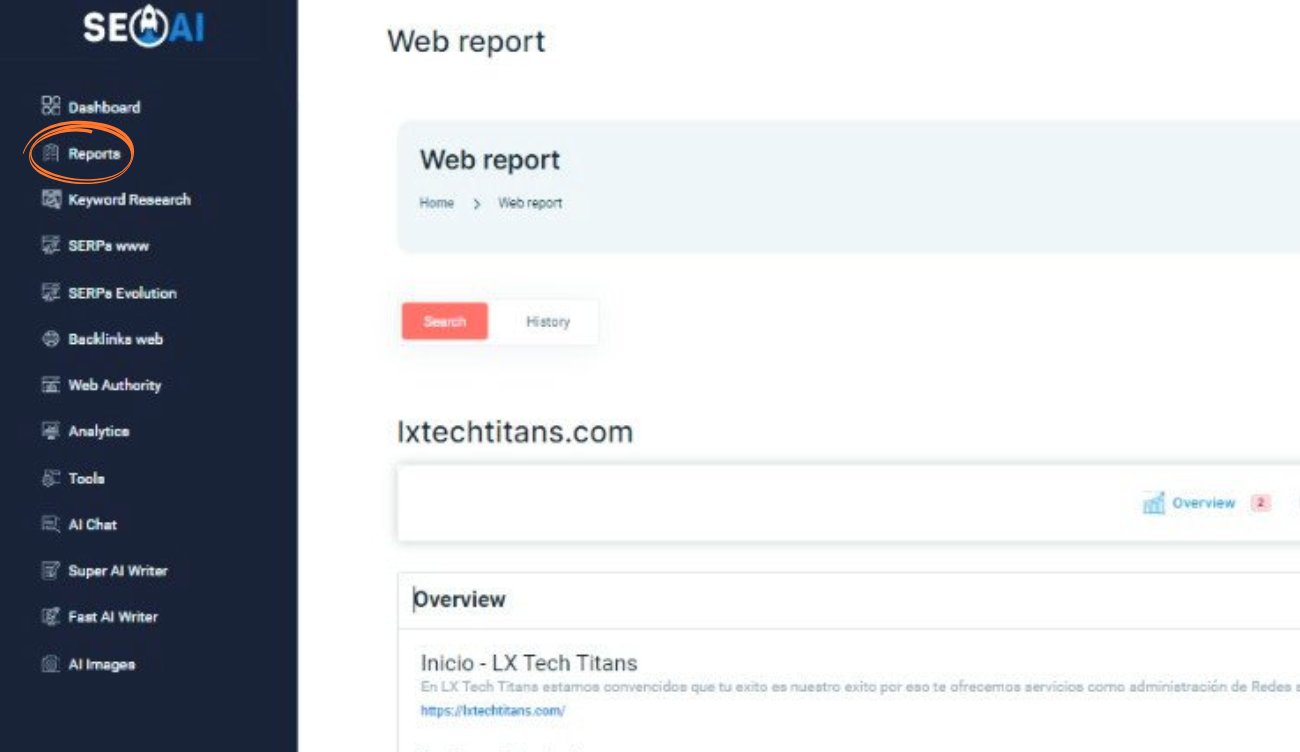 SEOAI
Dashboard
Reports
Keyword Research
SERPs www
SERPs Evolution
Backlinks web
Web Authority
Analytics
Tools
AI Chat
Super AI Writer
Fast AI Writer
AI Images
Web report
Web report
Home > Web report
Search History
lxtechtitans.com
Overview 2
Overview
Inicio - LX Tech Titans
En LX Tech Titans estamos convencidos que tu exito es nuestro exito por eso te ofrecemos servicios como administración de Redes
https://lxtechtitans.com/